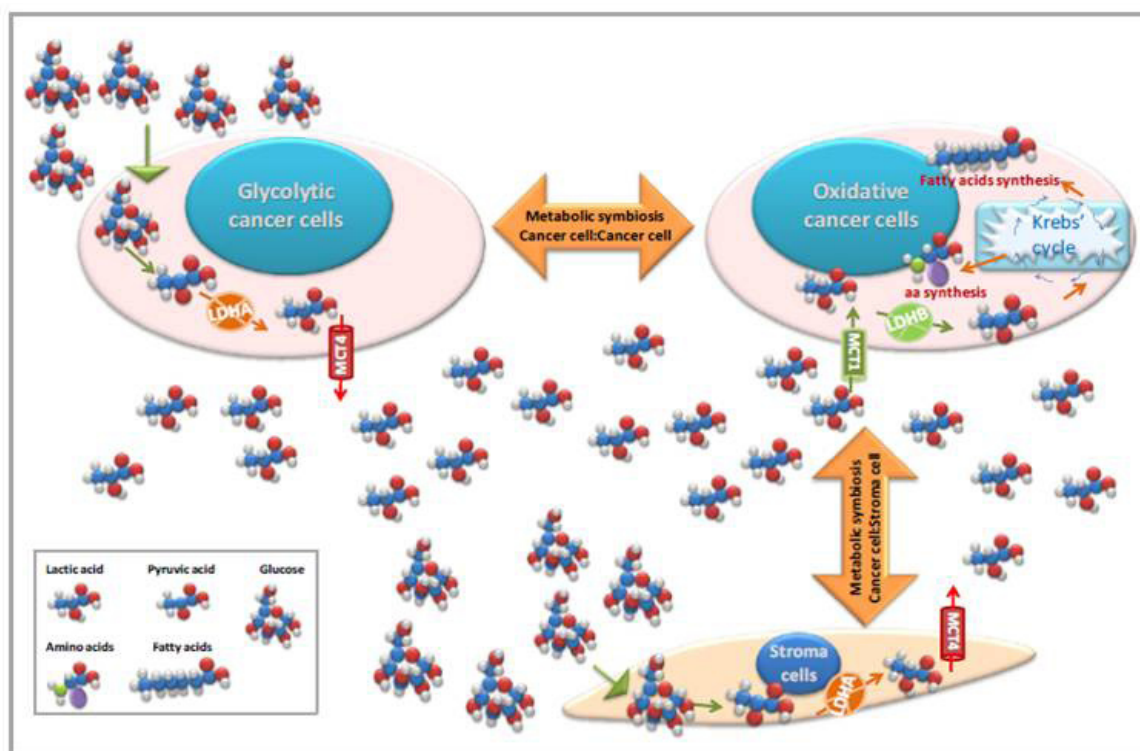 Glycolytic
cancer cells
LDHA
MCT4
Metabolic symbiosis
Cancer cell:Cancer cell
Oxidative
cancer cells
Fatty acids synthesis
Krebs'
cycle
aa synthesis
LDHB
MCT1
Metabolic symbiosis
Cancer cell:Stroma cell
Stroma
cells
LDHA
MCT4
Lactic acid
Pyruvic acid
Glucose
Amino acids
Fatty acids